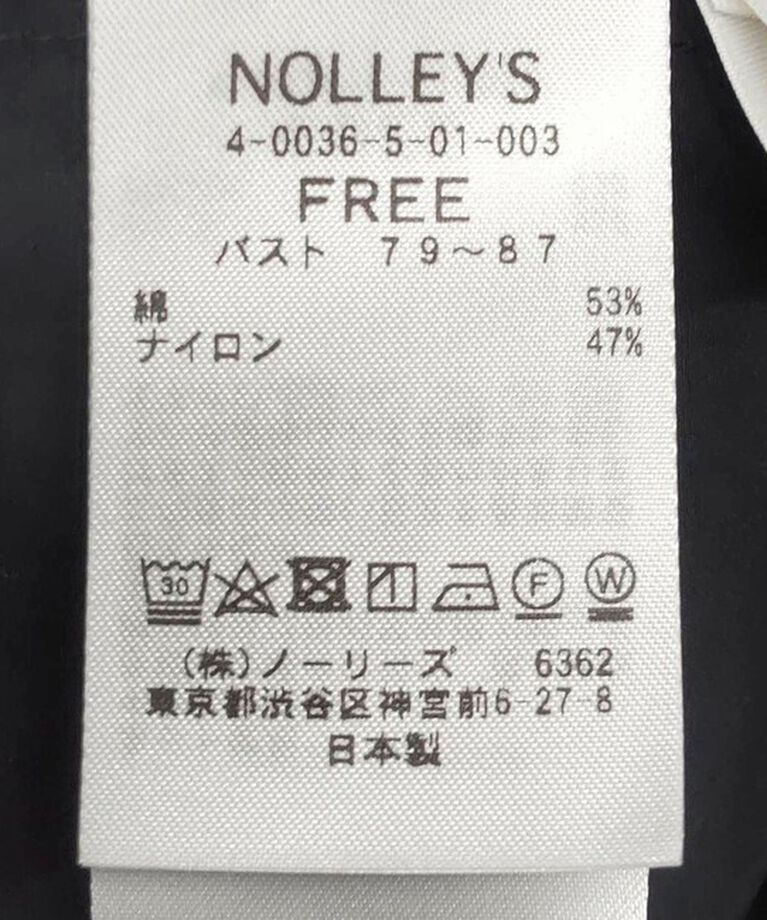 NOLLEY'S
4-0036-5-01-003
FREE
バスト 79～87
綿 53%
ナイロン 47%
30 F W
(株)ノーリーズ 6362
東京都渋谷区神宮前6-27-8
日本製